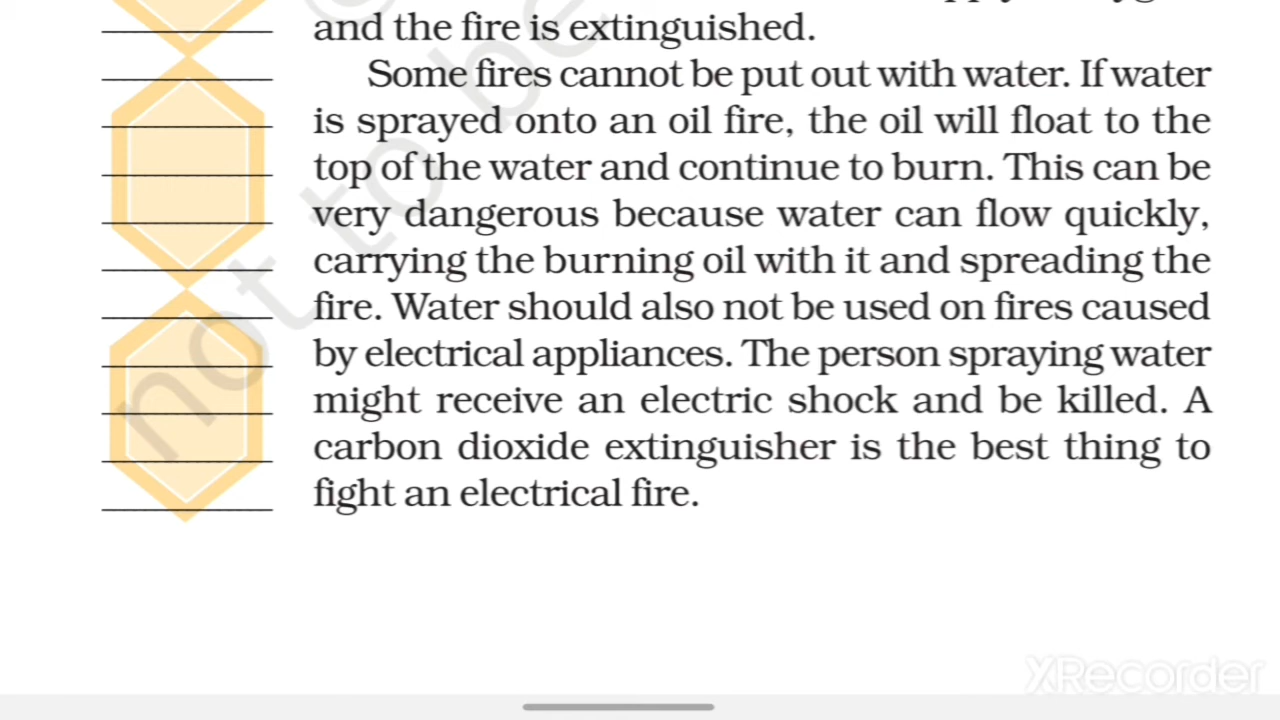 and the fire is extinguished.
Some fires cannot be put out with water. If water
is sprayed onto an oil fire, the oil will float to the
top of the water and continue to burn. This can be
very dangerous because water can flow quickly,
carrying the burning oil with it and spreading the
fire. Water should also not be used on fires caused
by electrical appliances. The person spraying water
might receive an electric shock and be killed. A
carbon dioxide extinguisher is the best thing to
fight an electrical fire.
not to be
XRecorder